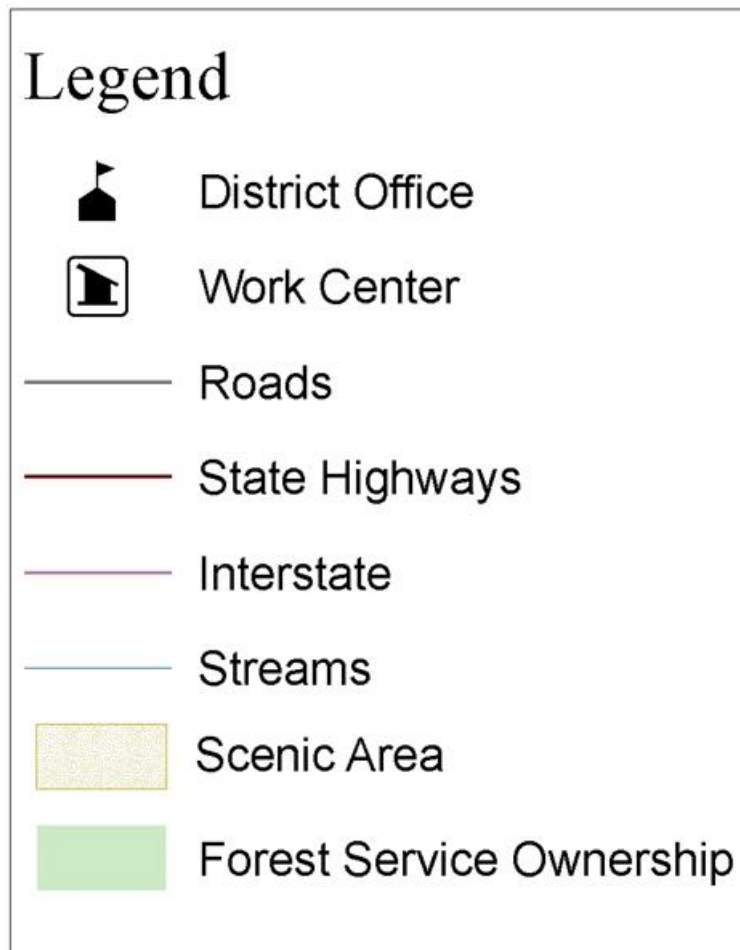 Legend
District Office
Work Center
Roads
State Highways
Interstate
Streams
Scenic Area
Forest Service Ownership